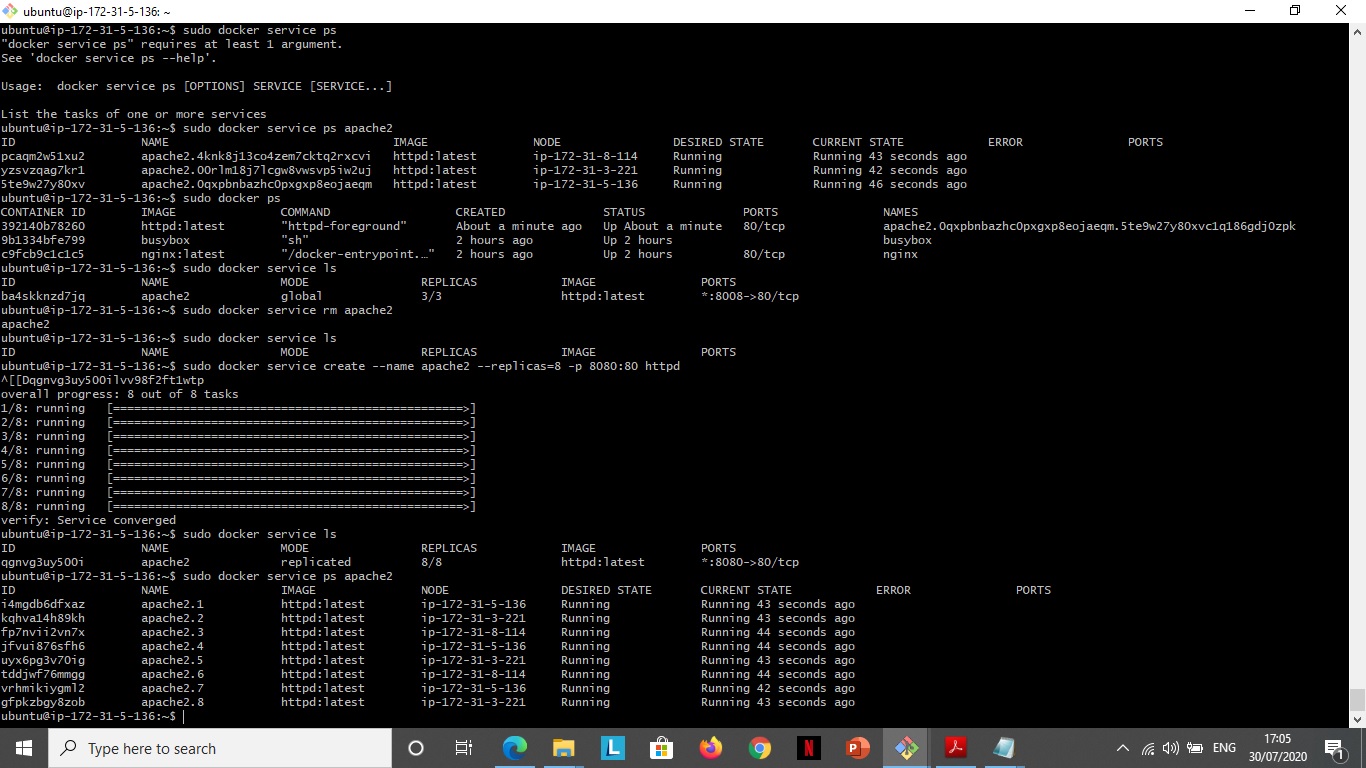 ubuntu@ip-172-31-5-136: ~
ubuntu@ip-172-31-5-136:~$ sudo docker service ps
"docker service ps" requires at least 1 argument.
See 'docker service ps --help'.
Usage:  docker service ps [OPTIONS] SERVICE [SERVICE...]
List the tasks of one or more services
ubuntu@ip-172-31-5-136:~$ sudo docker service ps apache2
ID NAME IMAGE NODE DESIRED STATE CURRENT STATE ERROR PORTS
pcaqm2w51xu2 apache2.4knk8j13co4zem7cktq2rxcvi httpd:latest ip-172-31-8-114 Running Running 43 seconds ago
yzsvzqag7kr1 apache2.00rlm18j7lcgw8vwsvp5iw2uj httpd:latest ip-172-31-3-221 Running Running 42 seconds ago
5te9w27y80xv apache2.0qxpbnbazhc0pxgxp8eojaeqm httpd:latest ip-172-31-5-136 Running Running 46 seconds ago
ubuntu@ip-172-31-5-136:~$ sudo docker ps
CONTAINER ID IMAGE COMMAND CREATED STATUS PORTS NAMES
392140b78260 httpd:latest "httpd-foreground" About a minute ago Up About a minute 80/tcp apache2.0qxpbnbazhc0pxgxp8eojaeqm.5te9w27y80xvc1q186gdj0zpk
9b1334bfe799 busybox "sh" 2 hours ago Up 2 hours busybox
c9fcb9c1c1c5 nginx:latest "/docker-entrypoint.…" 2 hours ago Up 2 hours 80/tcp nginx
ubuntu@ip-172-31-5-136:~$ sudo docker service ls
ID NAME MODE REPLICAS IMAGE PORTS
ba4skknzd7jq apache2 global 3/3 httpd:latest *:8008->80/tcp
ubuntu@ip-172-31-5-136:~$ sudo docker service rm apache2
apache2
ubuntu@ip-172-31-5-136:~$ sudo docker service ls
ID NAME MODE REPLICAS IMAGE PORTS
ubuntu@ip-172-31-5-136:~$ sudo docker service create --name apache2 --replicas=8 -p 8080:80 httpd
^[[Dqgnvg3uy500ilvv98f2ft1wtp
overall progress: 8 out of 8 tasks
1/8: running   [==================================================>]
2/8: running   [==================================================>]
3/8: running   [==================================================>]
4/8: running   [==================================================>]
5/8: running   [==================================================>]
6/8: running   [==================================================>]
7/8: running   [==================================================>]
8/8: running   [==================================================>]
verify: Service converged
ubuntu@ip-172-31-5-136:~$ sudo docker service ls
ID NAME MODE REPLICAS IMAGE PORTS
qgnvg3uy500i apache2 replicated 8/8 httpd:latest *:8080->80/tcp
ubuntu@ip-172-31-5-136:~$ sudo docker service ps apache2
ID NAME IMAGE NODE DESIRED STATE CURRENT STATE ERROR PORTS
i4mgdb6dfxaz apache2.1 httpd:latest ip-172-31-5-136 Running Running 43 seconds ago
kqhva14h89kh apache2.2 httpd:latest ip-172-31-3-221 Running Running 43 seconds ago
fp7nvii2vn7x apache2.3 httpd:latest ip-172-31-8-114 Running Running 44 seconds ago
jfvui876sfh6 apache2.4 httpd:latest ip-172-31-5-136 Running Running 44 seconds ago
uyx6pg3v70ig apache2.5 httpd:latest ip-172-31-3-221 Running Running 43 seconds ago
tddjwf76mmgg apache2.6 httpd:latest ip-172-31-8-114 Running Running 44 seconds ago
vrhmikiygml2 apache2.7 httpd:latest ip-172-31-5-136 Running Running 42 seconds ago
gfpkzbgy8zob apache2.8 httpd:latest ip-172-31-3-221 Running Running 43 seconds ago
ubuntu@ip-172-31-5-136:~$
Type here to search
L
N
P
ENG
17:05
30/07/2020
1